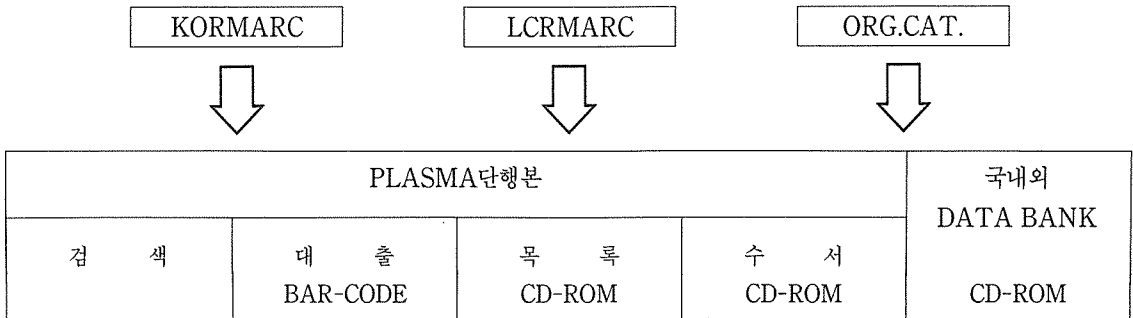 KORMARC LCRMARC ORG.CAT.
PLASMA단행본 국내외
DATA BANK
검 색 대 출 목 록 수 서
BAR-CODE CD-ROM CD-ROM CD-ROM